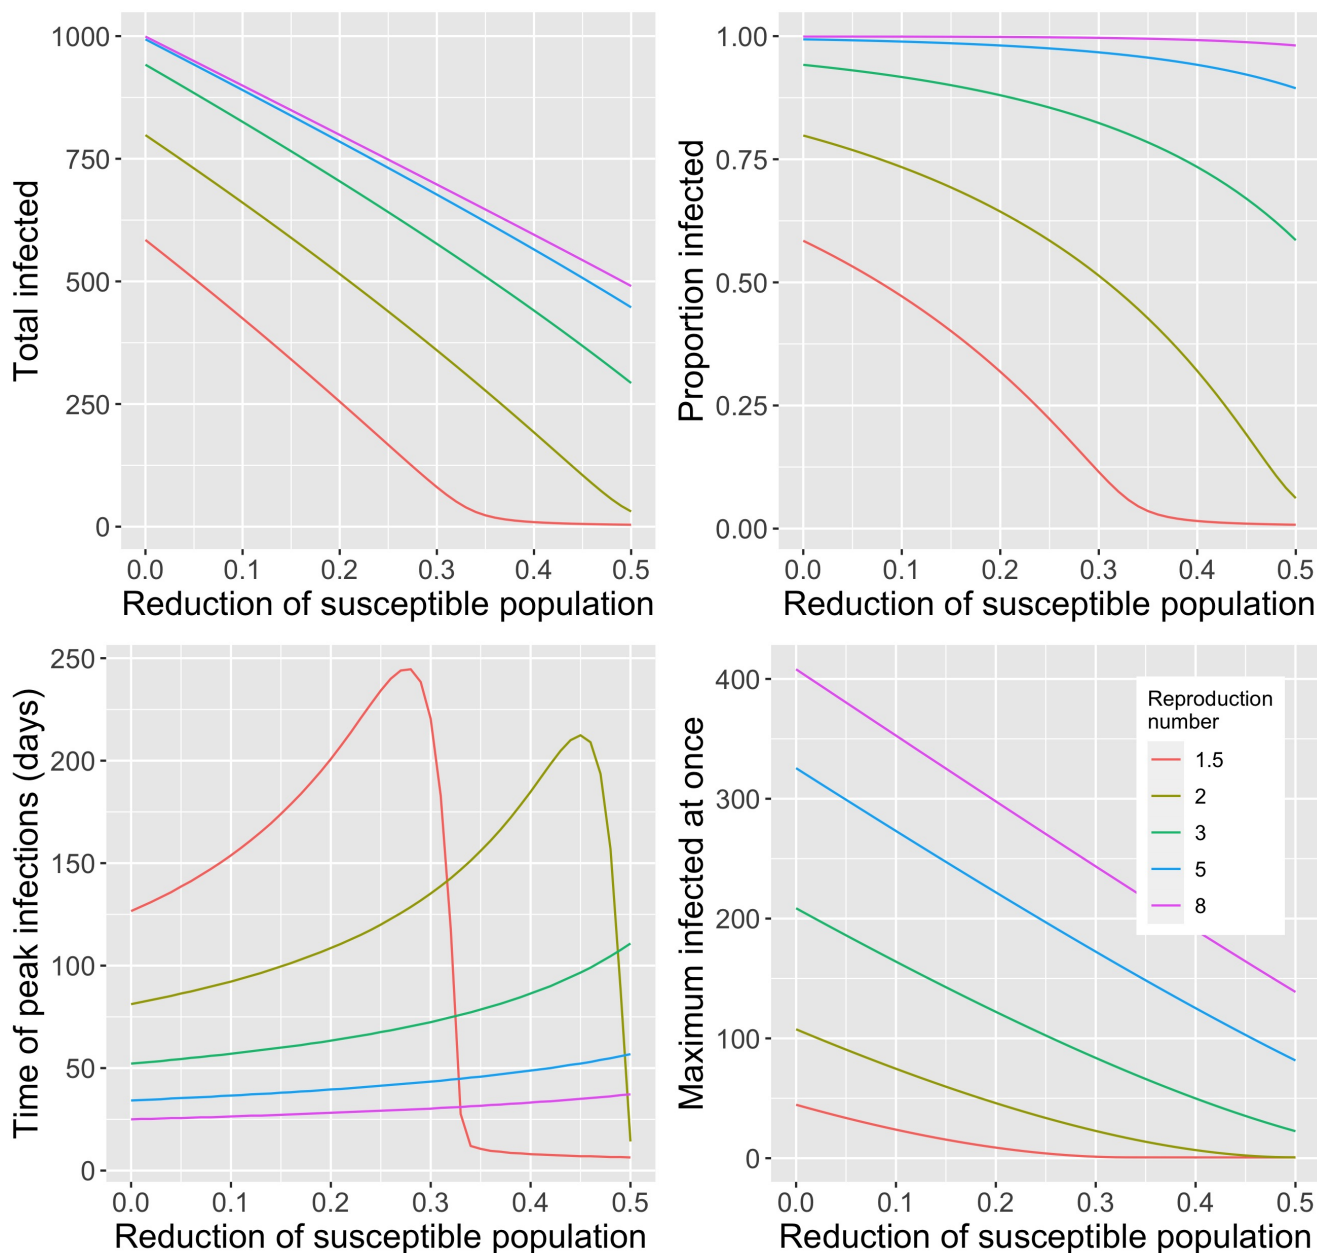 Total infected
1000
750
500
250
0
0.0 0.1 0.2 0.3 0.4 0.5
Reduction of susceptible population
Proportion infected
1.00
0.75
0.50
0.25
0.00
0.0 0.1 0.2 0.3 0.4 0.5
Reduction of susceptible population
Time of peak infections (days)
250
200
150
100
50
0
0.0 0.1 0.2 0.3 0.4 0.5
Reduction of susceptible population
Maximum infected at once
400
300
200
100
0
Reproduction
number
1.5
2
3
5
8
0.0 0.1 0.2 0.3 0.4 0.5
Reduction of susceptible population